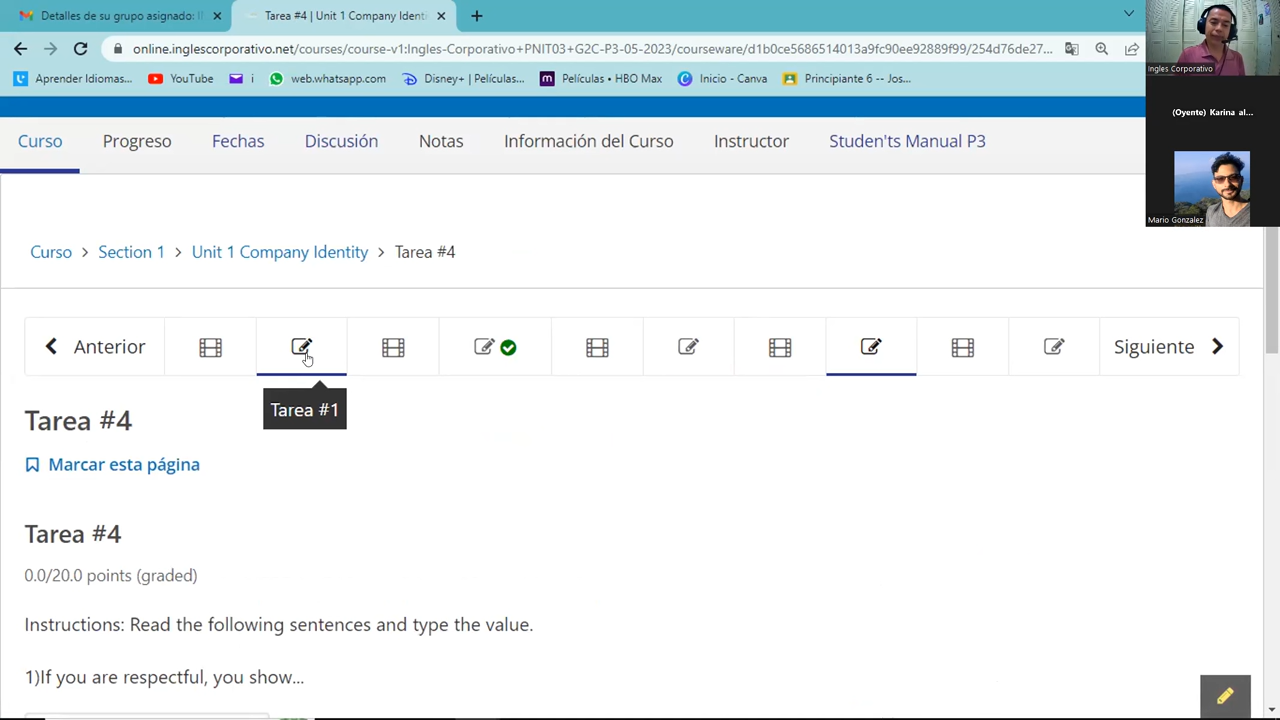 Detalles de su grupo asignado: I
Tarea #4 | Unit 1 Company Identi
online.inglescorporativo.net/courses/course-v1:Ingles-Corporativo+PNIT03+G2C-P3-05-2023/courseware/d1b0ce5686514013a9fc90ee92889f99/254d76de27...
Aprender Idiomas...
YouTube
i
web.whatsapp.com
Disney+ | Películas...
Películas • HBO Max
Inicio - Canva
Principiante 6 -- Jos...
Ingles Corporativo
(Oyente) Karina al...
Mario Gonzalez
Curso
Progreso
Fechas
Discusión
Notas
Información del Curso
Instructor
Studen'ts Manual P3
Curso > Section 1 > Unit 1 Company Identity > Tarea #4
Anterior
Siguiente
Tarea #1
Tarea #4
Marcar esta página
Tarea #4
0.0/20.0 points (graded)
Instructions: Read the following sentences and type the value.
1)If you are respectful, you show...